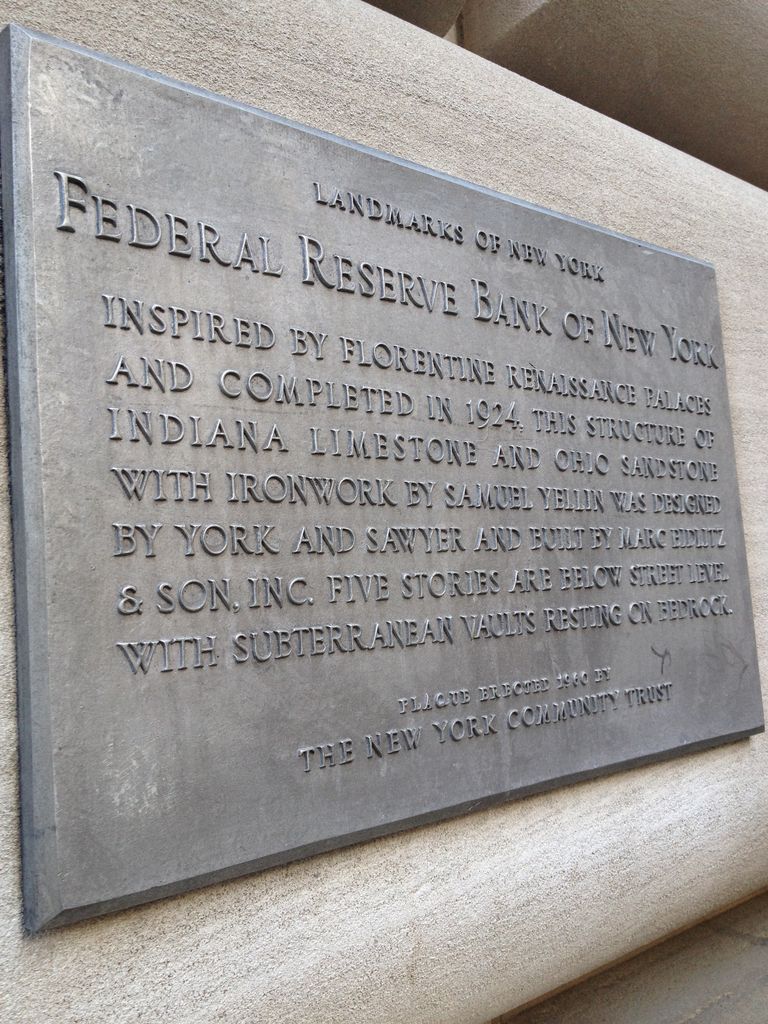 LANDMARKS OF NEW YORK
FEDERAL RESERVE BANK OF NEW YORK
INSPIRED BY FLORENTINE RENAISSANCE PALACES
AND COMPLETED IN 1924, THIS STRUCTURE OF
INDIANA LIMESTONE AND OHIO SANDSTONE
WITH IRONWORK BY SAMUEL YELLIN WAS DESIGNED
BY YORK AND SAWYER AND BUILT BY MARC EIDLITZ
& SON, INC. FIVE STORIES ARE BELOW STREET LEVEL
WITH SUBTERRANEAN VAULTS RESTING ON BEDROCK.
PLAQUE ERECTED 1960 BY
THE NEW YORK COMMUNITY TRUST